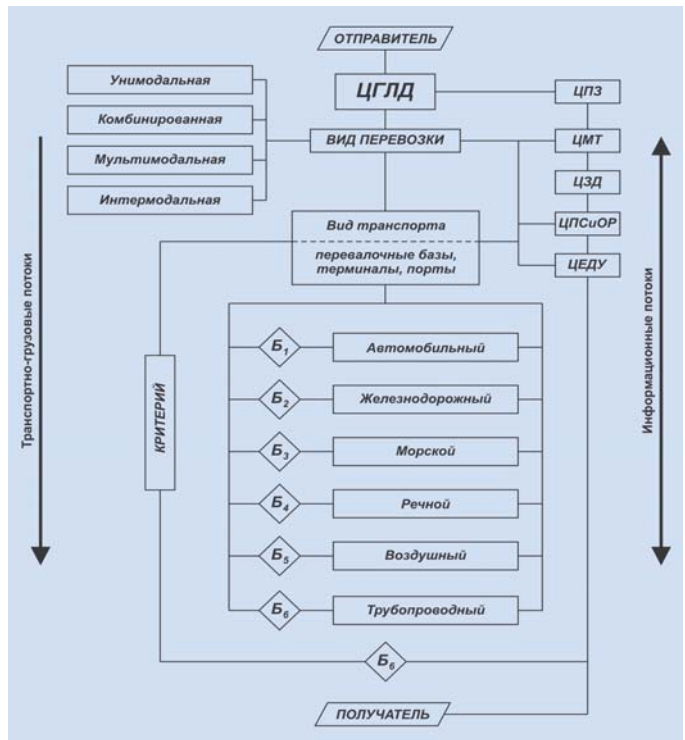 ОТПРАВИТЕЛЬ
ЦГЛД
ЦПЗ
Унимодальная
Комбинированная
Мультимодальная
Интермодальная
ВИД ПЕРЕВОЗКИ
ЦМТ
ЦЗД
ЦПСиОР
ЦЕДУ
Вид транспорта
перевалочные базы,
терминалы, порты
Транспортно-грузовые потоки
КРИТЕРИЙ
Информационные потоки
Б1 Автомобильный
Б2 Железнодорожный
Б3 Морской
Б4 Речной
Б5 Воздушный
Б6 Трубопроводный
Б6
ПОЛУЧАТЕЛЬ